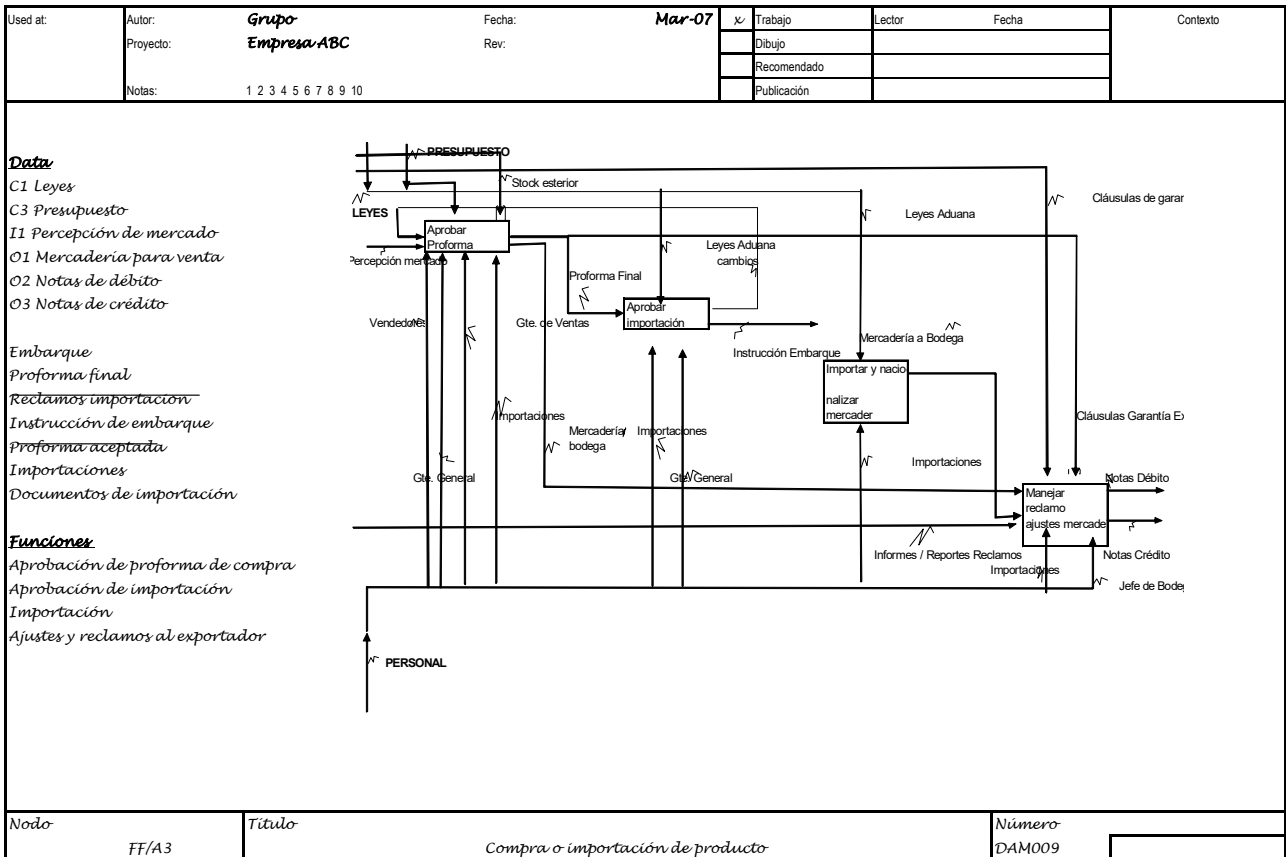 Used at:
Autor: Grupo Fecha: Mar-07 x Trabajo Lector Fecha Contexto
Proyecto: Empresa ABC Rev: Dibujo
Recomendado
Notas: 1 2 3 4 5 6 7 8 9 10 Publicación
Data
C1 Leyes
C3 Presupuesto
I1 Percepción de mercado
O1 Mercadería para venta
O2 Notas de débito
O3 Notas de crédito
Embarque
Proforma final
Reclamos importación
Instrucción de embarque
Proforma aceptada
Importaciones
Documentos de importación
Funciones
Aprobación de proforma de compra
Aprobación de importación
Importación
Ajustes y reclamos al exportador
PRESUPUESTO
Stock esterior
LEYES
Cláusulas de garan
Leyes Aduana
Aprobar
Proforma
Percepción mercado
Leyes Aduana
cambios
Proforma Final
Aprobar
importación
Vendedores
Gte. de Ventas
Instrucción Embarque
Mercadería a Bodega
Importar y nacio
nalizar
mercader
Importaciones
Mercadería
bodega
Importaciones
Cláusulas Garantía Ex
Importaciones
Gte. General
Gte. General
Notas Débito
Manejar
reclamo
ajustes mercade
Informes / Reportes Reclamos
Notas Crédito
Importaciones
Jefe de Bode
PERSONAL
Nodo Título Número
FF/A3 Compra o importación de producto DAM009